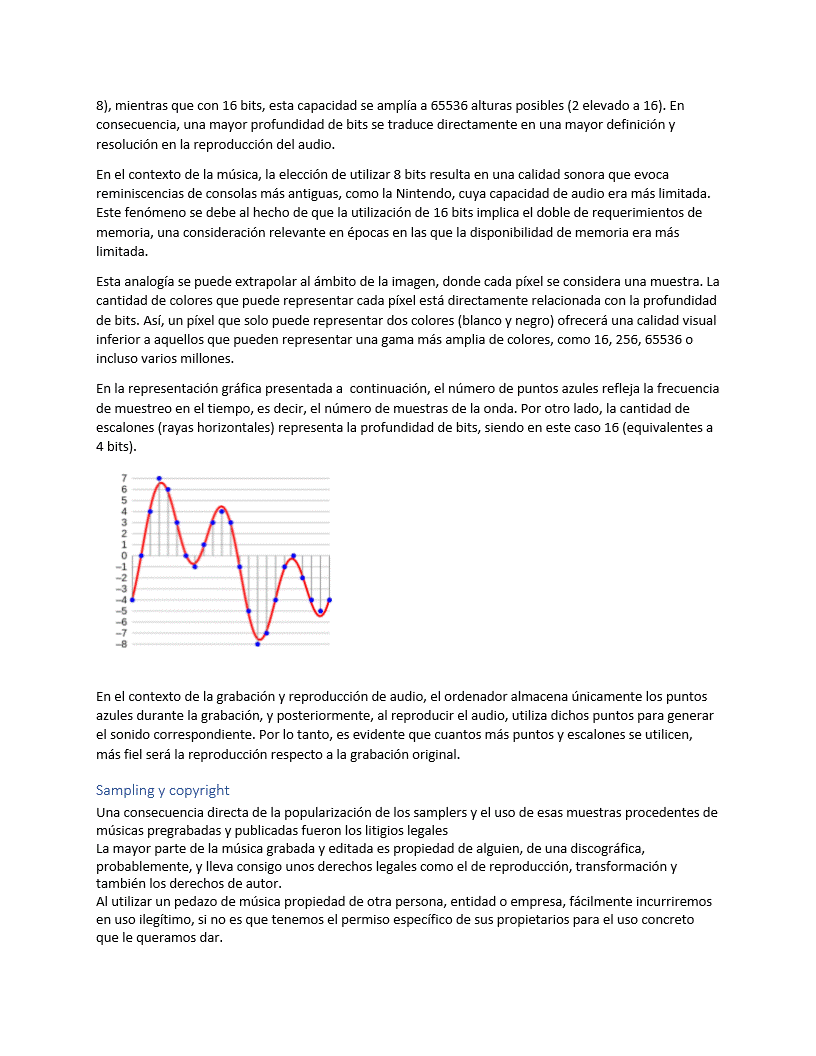 8), mientras que con 16 bits, esta capacidad se amplía a 65536 alturas posibles (2 elevado a 16). En
consecuencia, una mayor profundidad de bits se traduce directamente en una mayor definición y
resolución en la reproducción del audio.
En el contexto de la música, la elección de utilizar 8 bits resulta en una calidad sonora que evoca
reminiscencias de consolas más antiguas, como la Nintendo, cuya capacidad de audio era más limitada.
Este fenómeno se debe al hecho de que la utilización de 16 bits implica el doble de requerimientos de
memoria, una consideración relevante en épocas en las que la disponibilidad de memoria era más
limitada.
Esta analogía se puede extrapolar al ámbito de la imagen, donde cada píxel se considera una muestra. La
cantidad de colores que puede representar cada píxel está directamente relacionada con la profundidad
de bits. Así, un píxel que solo puede representar dos colores (blanco y negro) ofrecerá una calidad visual
inferior a aquellos que pueden representar una gama más amplia de colores, como 16, 256, 65536 o
incluso varios millones.
En la representación gráfica presentada a  continuación, el número de puntos azules refleja la frecuencia
de muestreo en el tiempo, es decir, el número de muestras de la onda. Por otro lado, la cantidad de
escalones (rayas horizontales) representa la profundidad de bits, siendo en este caso 16 (equivalentes a
4 bits).
7
6
5
4
3
2
1
0
−1
−2
−3
−4
−5
−6
−7
−8
En el contexto de la grabación y reproducción de audio, el ordenador almacena únicamente los puntos
azules durante la grabación, y posteriormente, al reproducir el audio, utiliza dichos puntos para generar
el sonido correspondiente. Por lo tanto, es evidente que cuantos más puntos y escalones se utilicen,
más fiel será la reproducción respecto a la grabación original.
Sampling y copyright
Una consecuencia directa de la popularización de los samplers y el uso de esas muestras procedentes de
músicas pregrabadas y publicadas fueron los litigios legales
La mayor parte de la música grabada y editada es propiedad de alguien, de una discográfica,
probablemente, y lleva consigo unos derechos legales como el de reproducción, transformación y
también los derechos de autor.
Al utilizar un pedazo de música propiedad de otra persona, entidad o empresa, fácilmente incurriremos
en uso ilegítimo, si no es que tenemos el permiso específico de sus propietarios para el uso concreto
que le queramos dar.